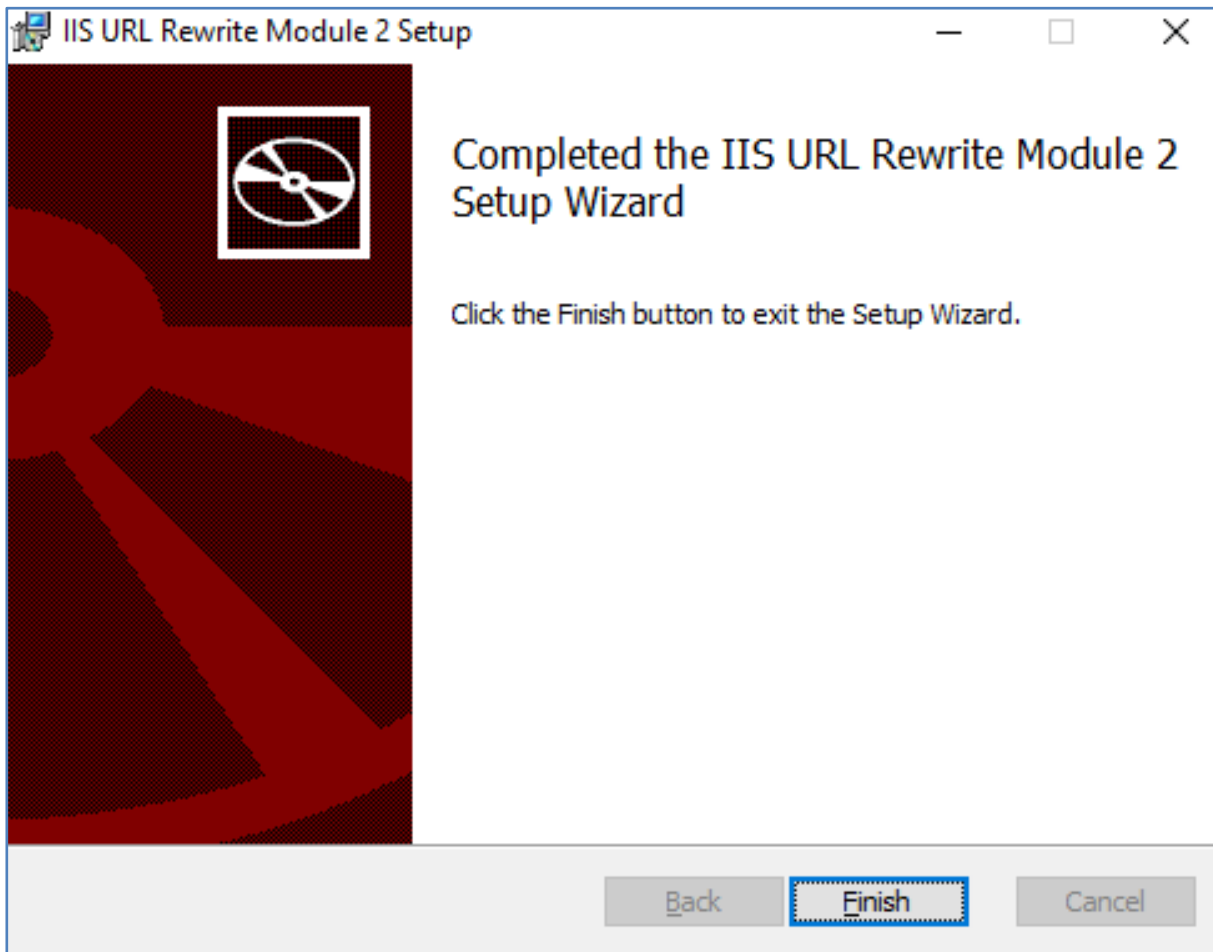 IIS URL Rewrite Module 2 Setup
Completed the IIS URL Rewrite Module 2
Setup Wizard
Click the Finish button to exit the Setup Wizard.
Back
Finish
Cancel